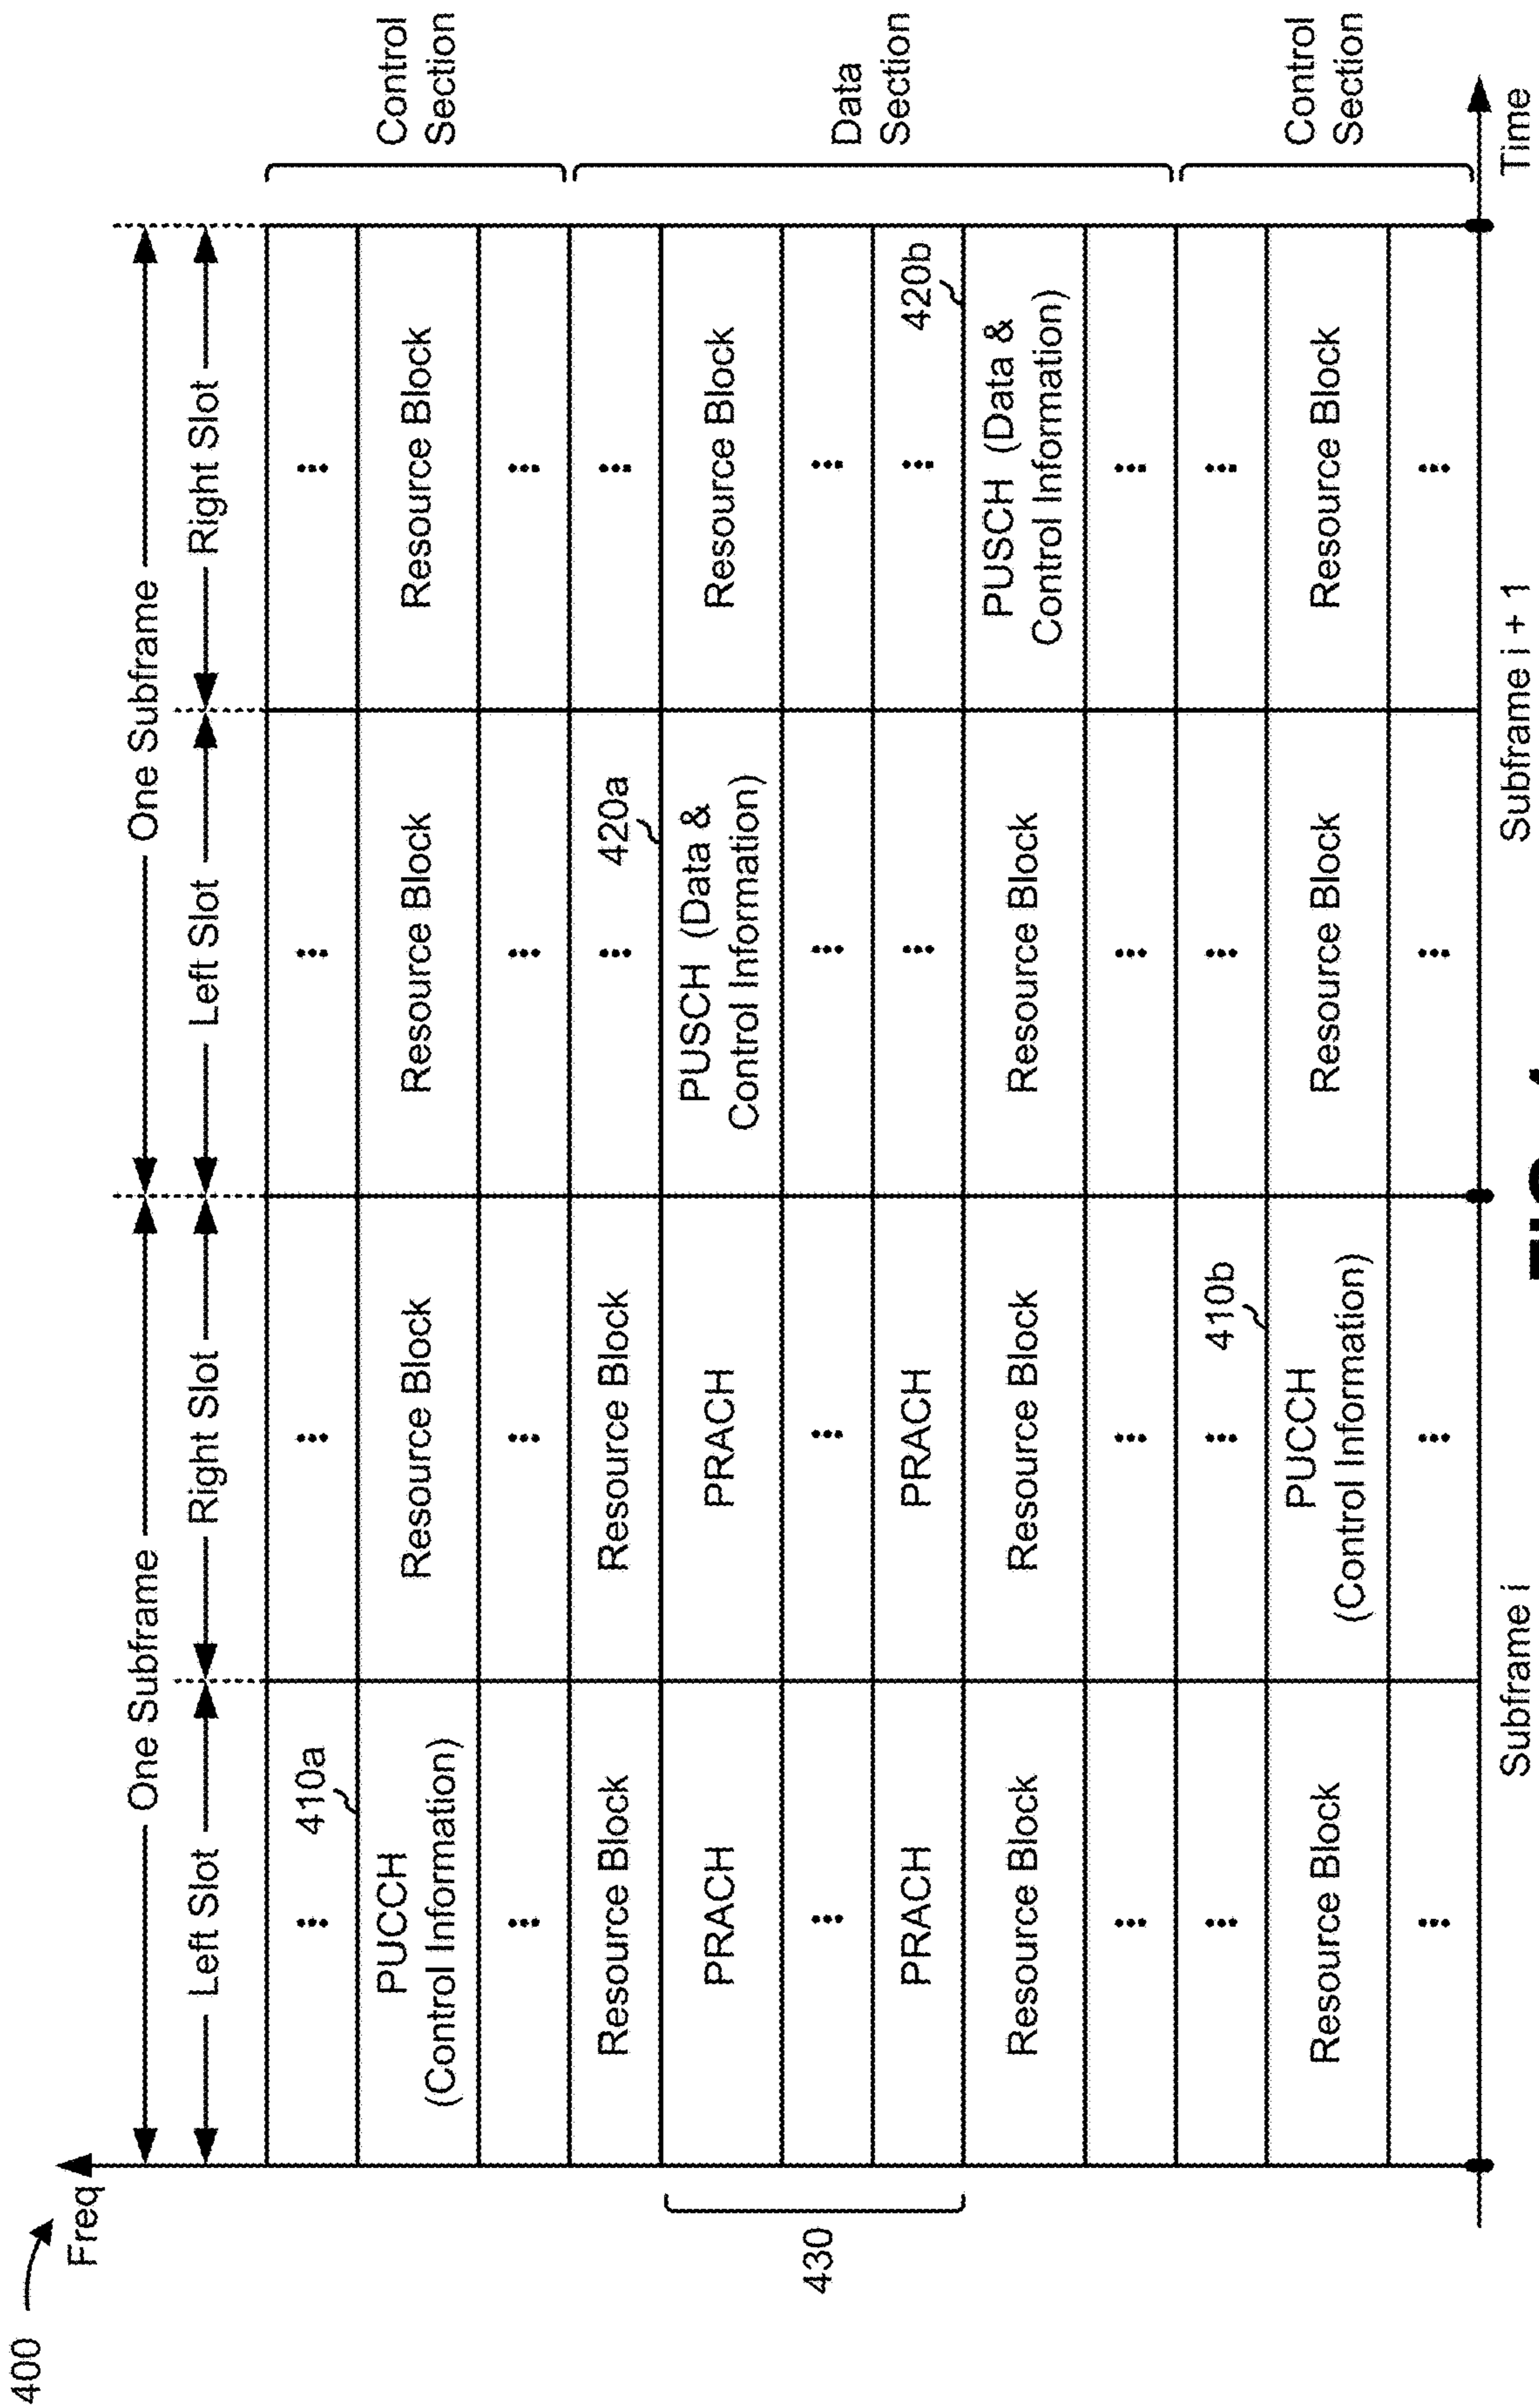 400
Freq
One Subframe
One Subframe
Left Slot
Right Slot
Left Slot
Right Slot
⋮ 410a
⋮
⋮
⋮
Control
Section
PUCCH
(Control Information)
Resource Block
Resource Block
Resource Block
⋮
⋮
⋮
⋮
Resource Block
Resource Block
⋮ 420a
⋮
Data
Section
430
PRACH
PRACH
PUSCH (Data &
Control Information)
Resource Block
⋮
⋮
⋮
⋮
PRACH
PRACH
⋮
⋮ 420b
Resource Block
Resource Block
Resource Block
PUSCH (Data &
Control Information)
⋮
⋮
⋮
⋮
⋮
⋮ 410b
⋮
⋮
Control
Section
Resource Block
PUCCH
(Control Information)
Resource Block
Resource Block
⋮
⋮
⋮
⋮
Subframe i
Subframe i + 1
Time